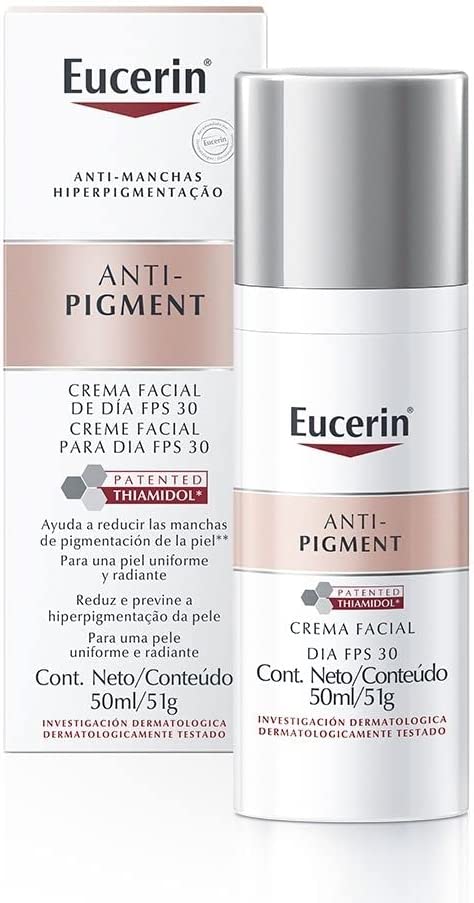 Eucerin®
Eucerin
ANTI-MANCHAS
HIPERPIGMENTAÇÃO
ANTI-
PIGMENT
CREMA FACIAL
DE DÍA FPS 30
CREME FACIAL
PARA DIA FPS 30
PATENTED
THIAMIDOL*
Ayuda a reducir las manchas
de pigmentación de la piel**
Para una piel uniforme
y radiante
Reduz e previne a
hiperpigmentação da pele
Para uma pele
uniforme e radiante
Cont. Neto/Conteúdo
50ml/51g
INVESTIGACIÓN DERMATOLOGICA
DERMATOLOGICAMENTE TESTADO
Eucerin®
ANTI-
PIGMENT
PATENTED
THIAMIDOL*
CREMA FACIAL
DIA FPS 30
Cont. Neto/Conteúdo
50ml/51g
INVESTIGACIÓN DERMATOLOGICA
DERMATOLOGICAMENTE TESTADO